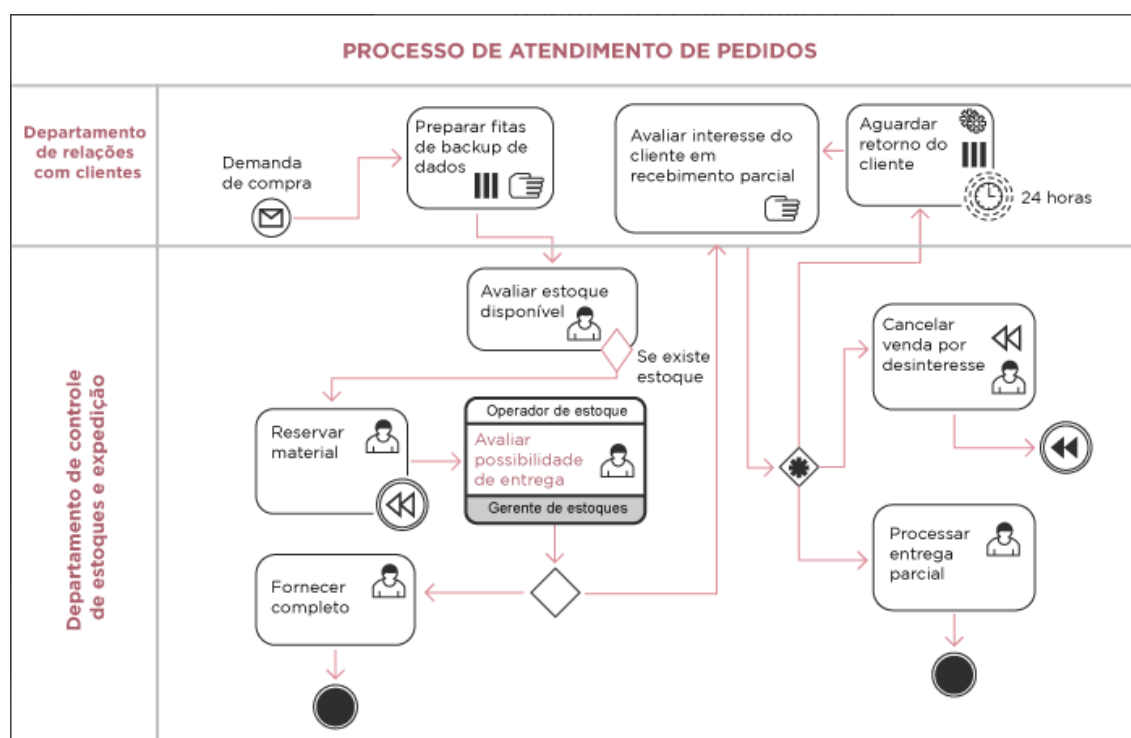 PROCESSO DE ATENDIMENTO DE PEDIDOS
Departamento
de relações
com clientes
Demanda
de compra
Preparar fitas
de backup de
dados
Avaliar interesse do
cliente em
recebimento parcial
Aguardar
retorno do
cliente
24 horas
Departamento de controle
de estoques e expedição
Avaliar estoque
disponível
Se existe
estoque
Reservar
material
Operador de estoque
Avaliar
possibilidade
de entrega
Gerente de estoques
Fornecer
completo
Cancelar
venda por
desinteresse
Processar
entrega
parcial